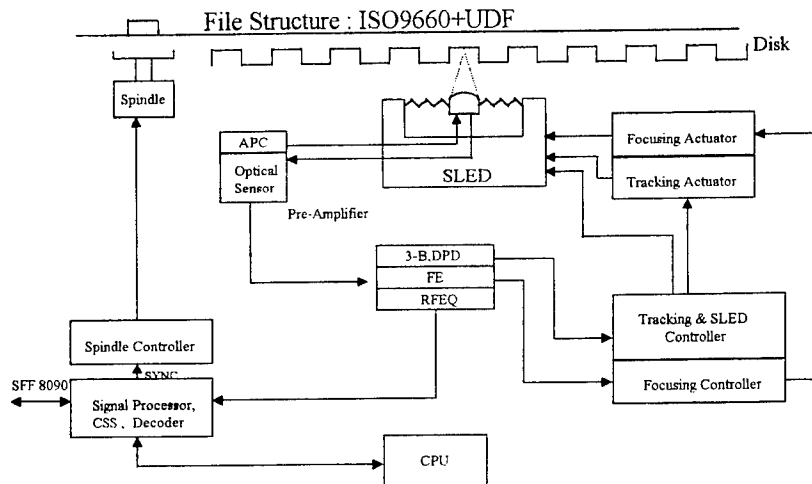 File Structure : ISO9660+UDF
Disk
Spindle
APC
Optical
Sensor
Pre-Amplifier
SLED
Focusing Actuator
Tracking Actuator
3-B,DPD
FE
RFEQ
Tracking & SLED
Controller
Focusing Controller
Spindle Controller
SYNC
SFF 8090
Signal Processor,
CSS 、Decoder
CPU